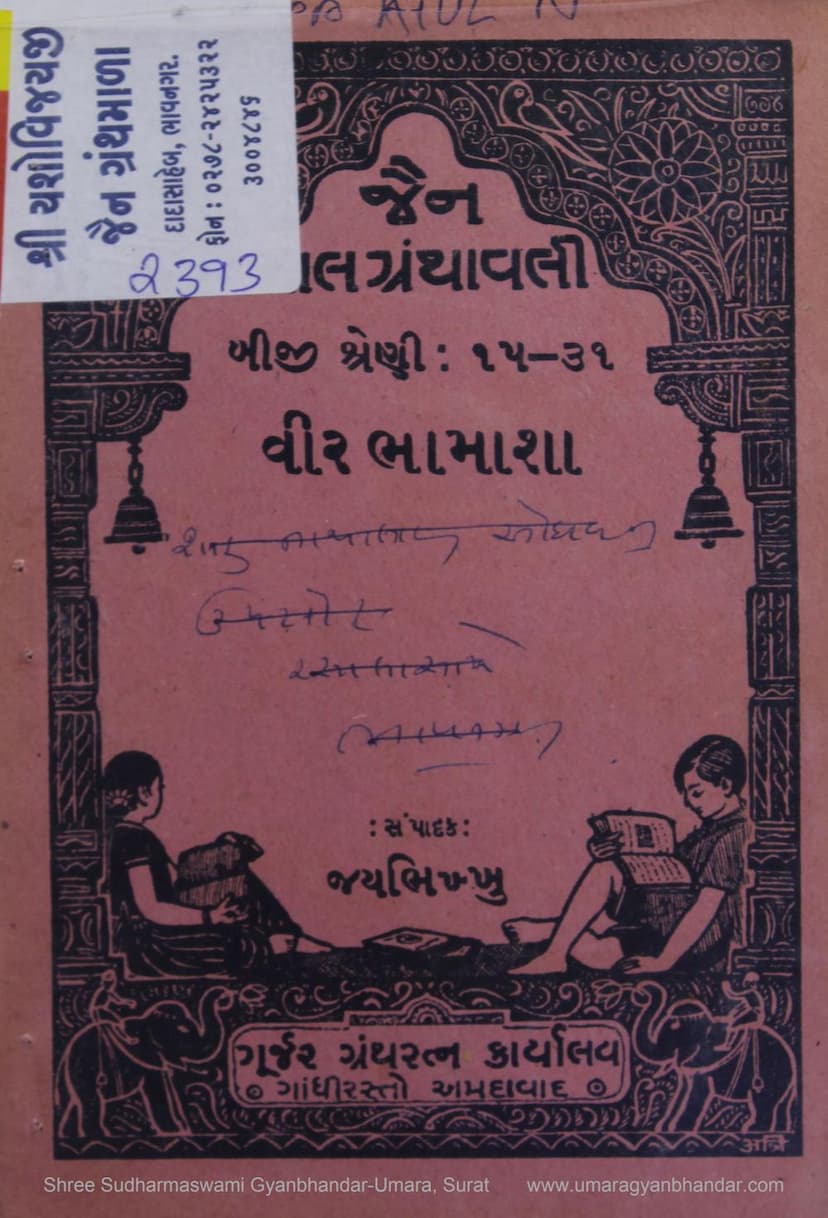 શ્રી યશોવિજયજી
જૈન ગ્રંથમાળા
દાદાસાહેબ, ભાવનગર.
ફોન : ૦૨૭૮-૨૪૨૫૩૨૨
૩૦૦૪૮૪૬
2393
જૈન
લગ્રંથાવલી
બીજી શ્રેણી : ૧૫—૩૧
વીર ભામાશા
: સંપાદક :
જયભિખ્ખુ
ગૂર્જર ગ્રંથરત્ન કાર્યાલય
ગાંધીરસ્તો અમદાવાદ
Shree Sudharmaswami Gyanbhandar-Umara, Surat
www.umaragyanbhandar.com